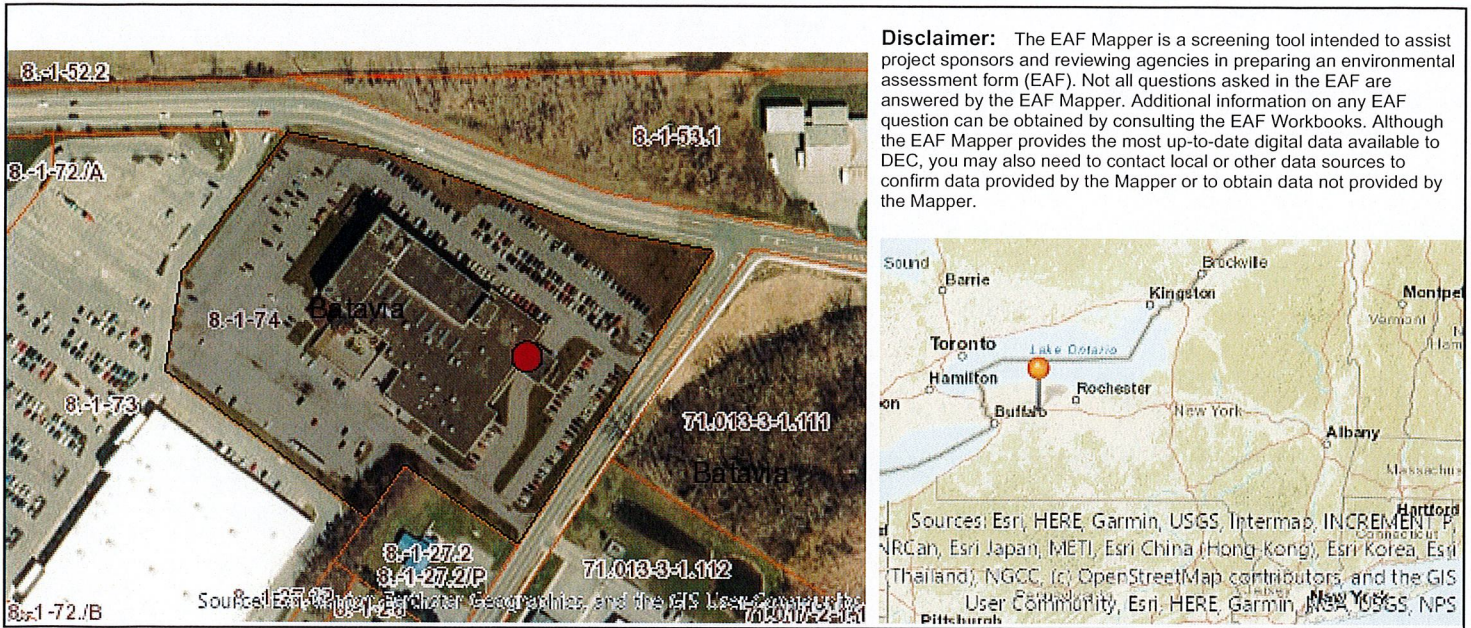 8.-1-52.2
8.-1-53.1
8.-1-72./A
Batavia
8.-1-74
8.-1-73
71.013-3-1.111
Batavia
8.-1-27.2
8.-1-27.2/P
71.013-3-1.112
8.-1-72./B
Disclaimer: The EAF Mapper is a screening tool intended to assist
project sponsors and reviewing agencies in preparing an environmental
assessment form (EAF). Not all questions asked in the EAF are
answered by the EAF Mapper. Additional information on any EAF
question can be obtained by consulting the EAF Workbooks. Although
the EAF Mapper provides the most up-to-date digital data available to
DEC, you may also need to contact local or other data sources to
confirm data provided by the Mapper or to obtain data not provided by
the Mapper.
Sound
Barrie
Brockville
Kingston
Montpel
Vermont
Toronto
Lake Ontario
Ham
Hamilton
Rochester
on
Buffalo
New York
Albany
Massachus
Hartford
Connecticut
Sources: Esri, HERE, Garmin, USGS, Intermap, INCREMENT P,
NRCan, Esri Japan, METI, Esri China (Hong Kong), Esri Korea, Esri
(Thailand), NGCC, (c) OpenStreetMap contributors, and the GIS
User Community, Esri, HERE, Garmin, USGS, NPS
New York
Pittsburgh